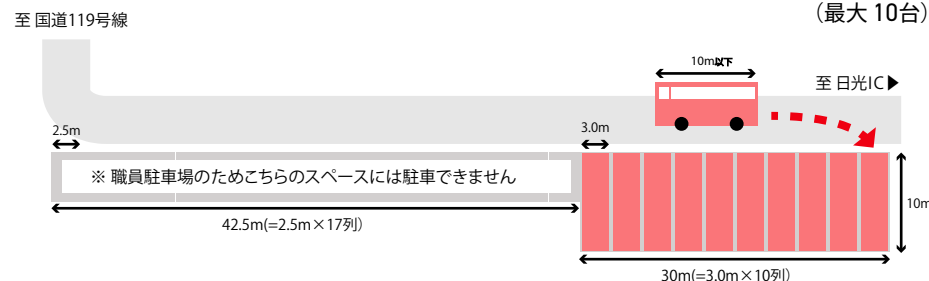 至 国道119号線
(最大 10台)
10m以下
至 日光IC▶
2.5m
3.0m
※ 職員駐車場のためこちらのスペースには駐車できません
10m
42.5m(=2.5m×17列)
30m(=3.0m×10列)